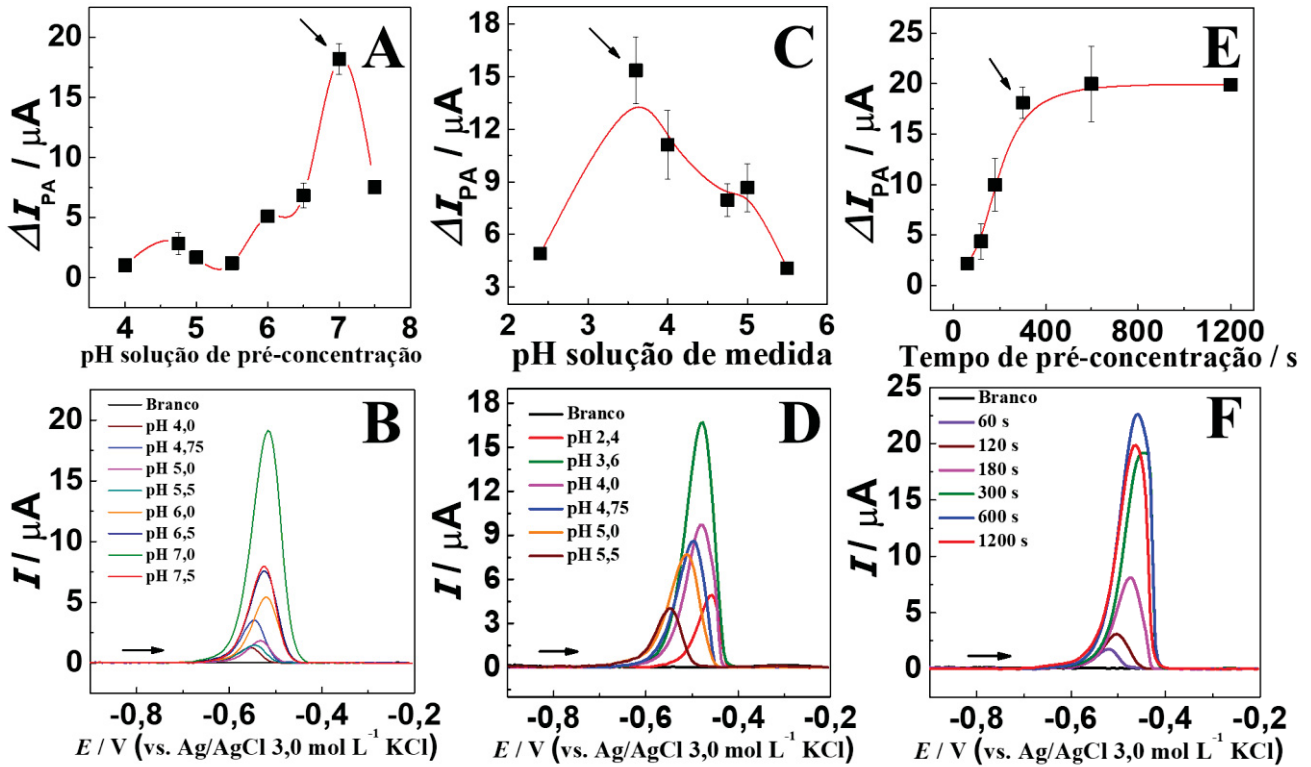 A
ΔI_PA / μA
20
15
10
5
0
4 5 6 7 8
pH solução de pré-concentração
C
ΔI_PA / μA
18
15
12
9
6
3
2 3 4 5 6
pH solução de medida
E
ΔI_PA / μA
25
20
15
10
5
0
0 400 800 1200
Tempo de pré-concentração / s
B
I / μA
20
15
10
5
0
Branco
pH 4,0
pH 4,75
pH 5,0
pH 5,5
pH 6,0
pH 6,5
pH 7,0
pH 7,5
-0,8 -0,6 -0,4 -0,2
E / V (vs. Ag/AgCl 3,0 mol L⁻¹ KCl)
D
I / μA
18
15
12
9
6
3
0
Branco
pH 2,4
pH 3,6
pH 4,0
pH 4,75
pH 5,0
pH 5,5
-0,8 -0,6 -0,4 -0,2
E / V (vs. Ag/AgCl 3,0 mol L⁻¹ KCl)
F
I / μA
25
20
15
10
5
0
Branco
60 s
120 s
180 s
300 s
600 s
1200 s
-0,8 -0,6 -0,4 -0,2
E / V (vs. Ag/AgCl 3,0 mol L⁻¹ KCl)